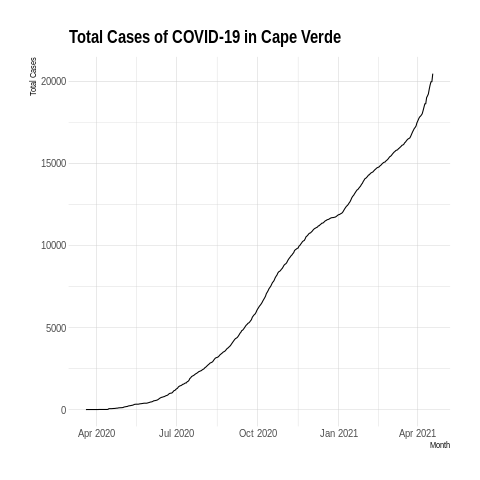 Total Cases of COVID-19 in Cape Verde
Total Cases
20000
15000
10000
5000
0
Apr 2020 Jul 2020 Oct 2020 Jan 2021 Apr 2021
Month